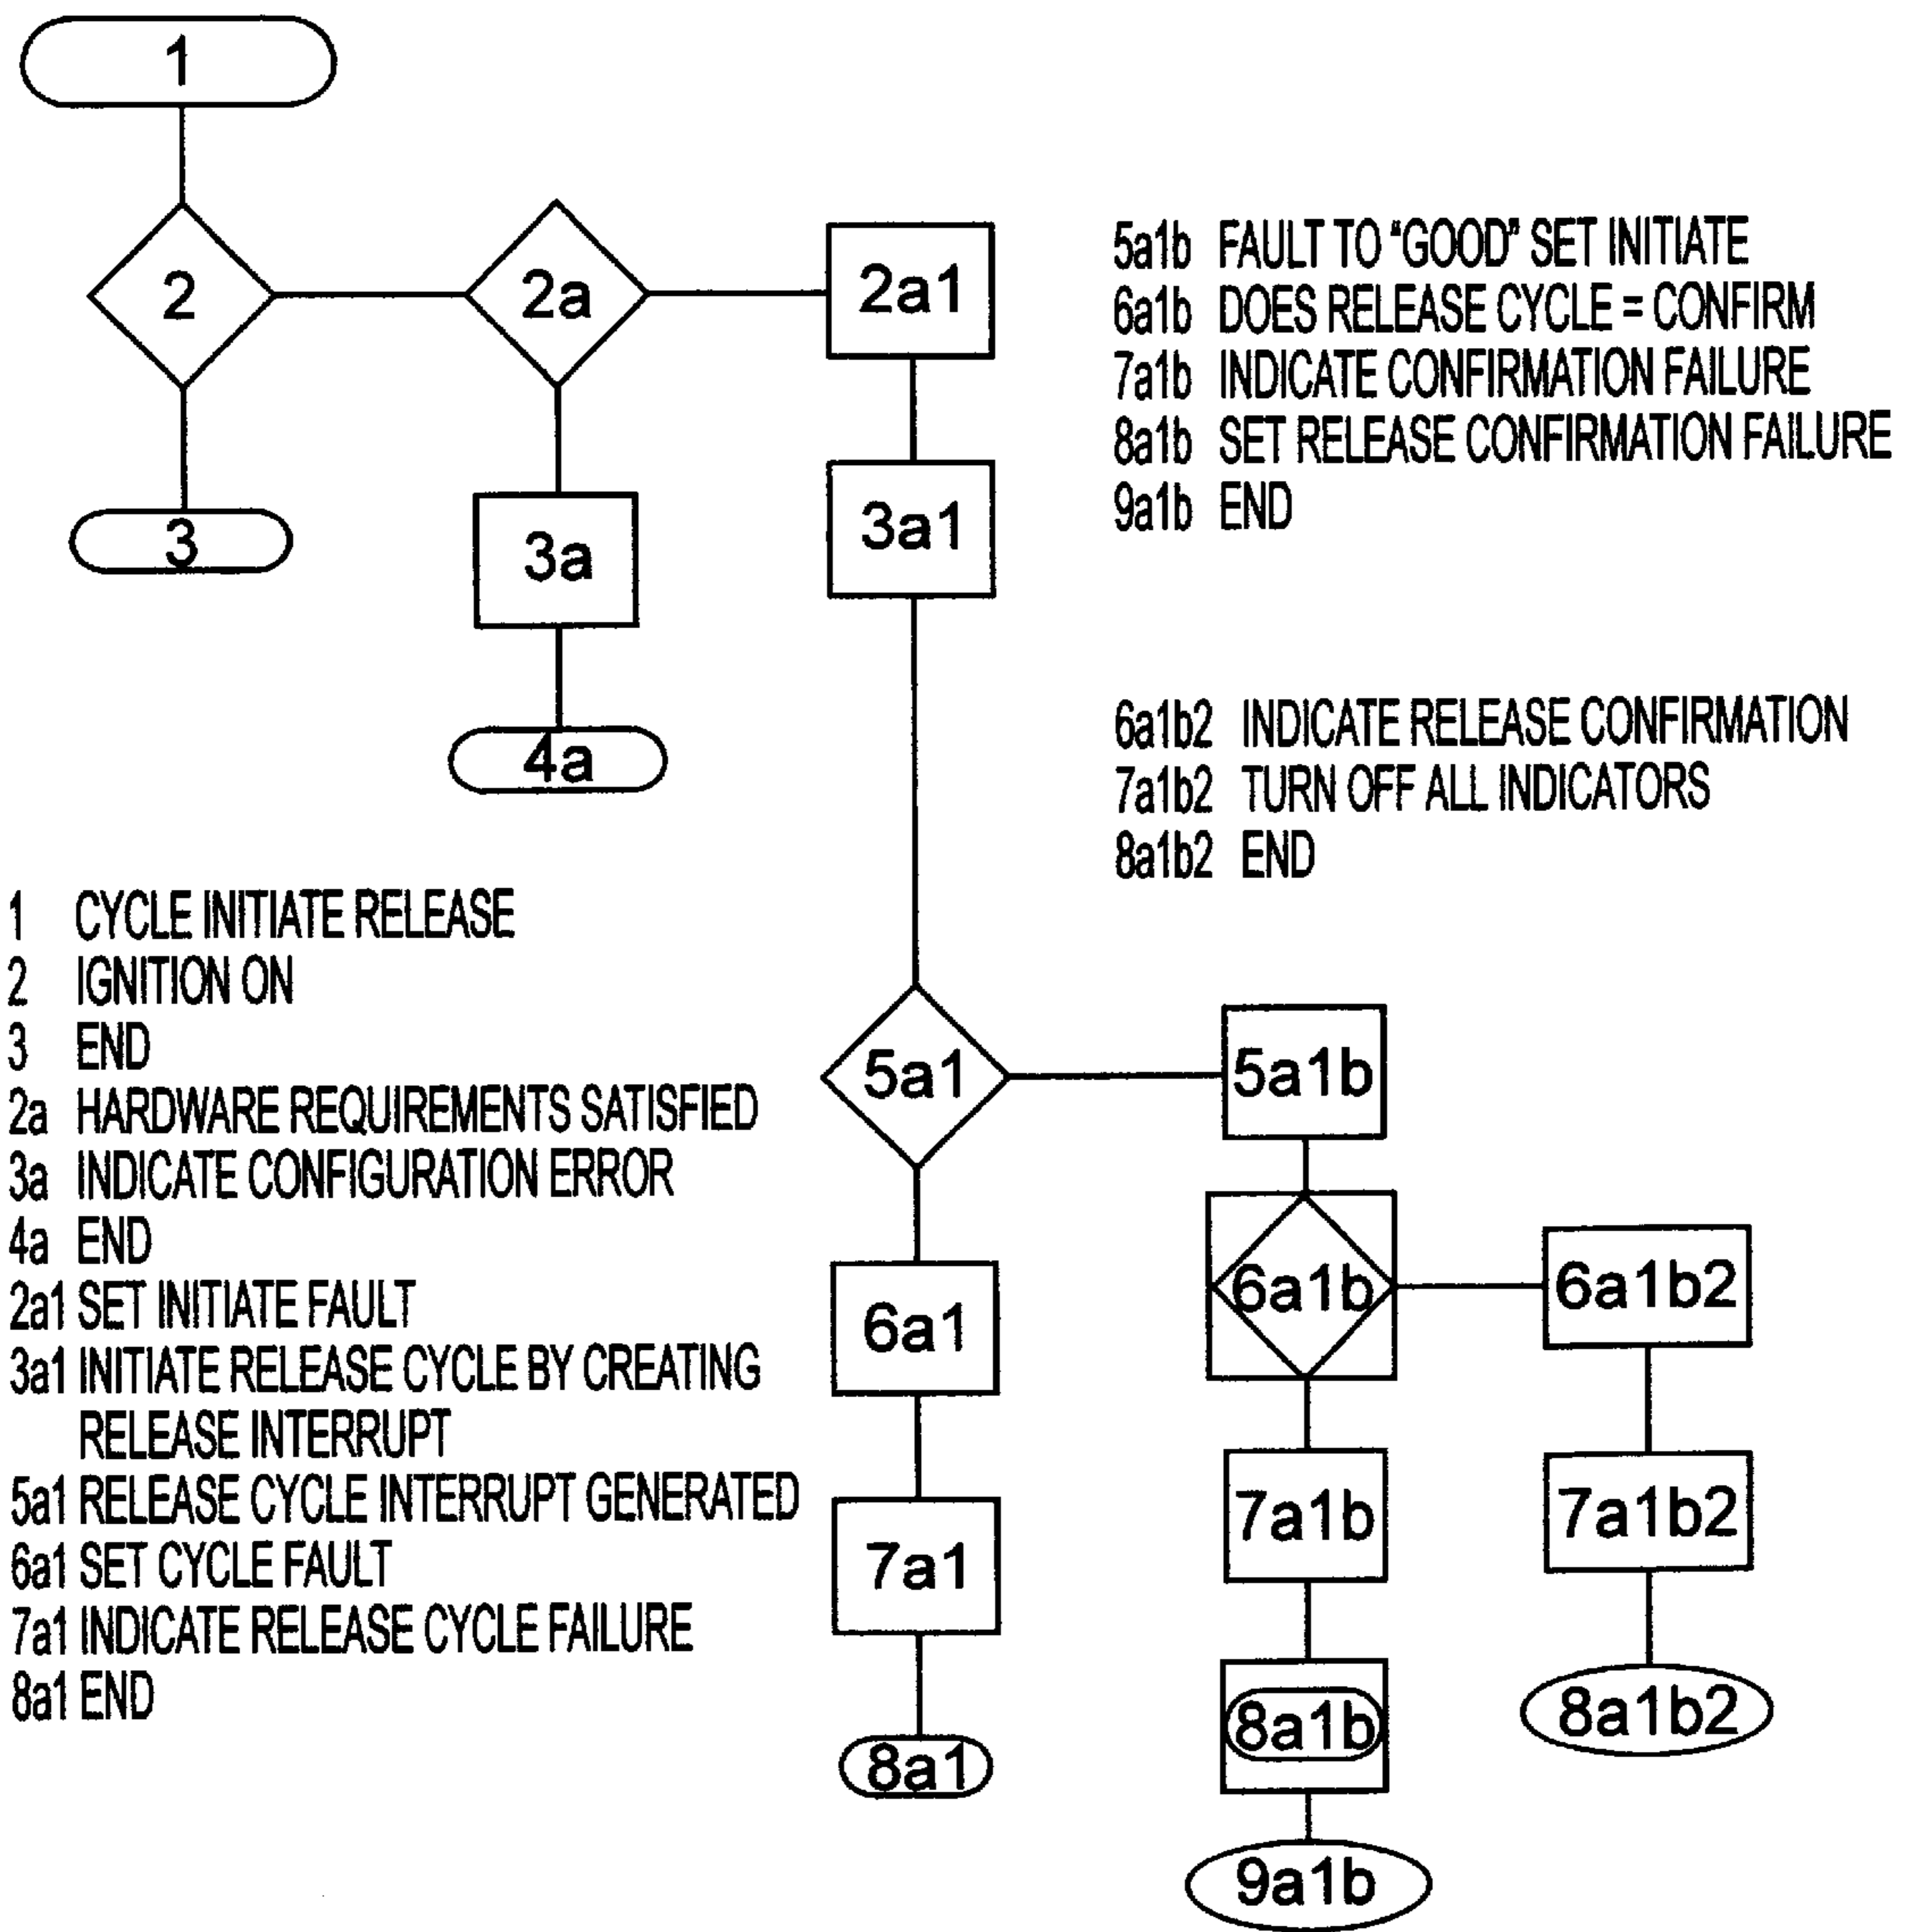 1
2
2a
2a1
3
3a
3a1
4a
5a1b FAULT TO "GOOD" SET INITIATE
6a1b DOES RELEASE CYCLE = CONFIRM
7a1b INDICATE CONFIRMATION FAILURE
8a1b SET RELEASE CONFIRMATION FAILURE
9a1b END
6a1b2 INDICATE RELEASE CONFIRMATION
7a1b2 TURN OFF ALL INDICATORS
8a1b2 END
1 CYCLE INITIATE RELEASE
2 IGNITION ON
3 END
2a HARDWARE REQUIREMENTS SATISFIED
3a INDICATE CONFIGURATION ERROR
4a END
2a1 SET INITIATE FAULT
3a1 INITIATE RELEASE CYCLE BY CREATING
RELEASE INTERRUPT
5a1 RELEASE CYCLE INTERRUPT GENERATED
6a1 SET CYCLE FAULT
7a1 INDICATE RELEASE CYCLE FAILURE
8a1 END
5a1
5a1b
6a1
6a1b
6a1b2
7a1
7a1b
7a1b2
8a1
8a1b
8a1b2
9a1b